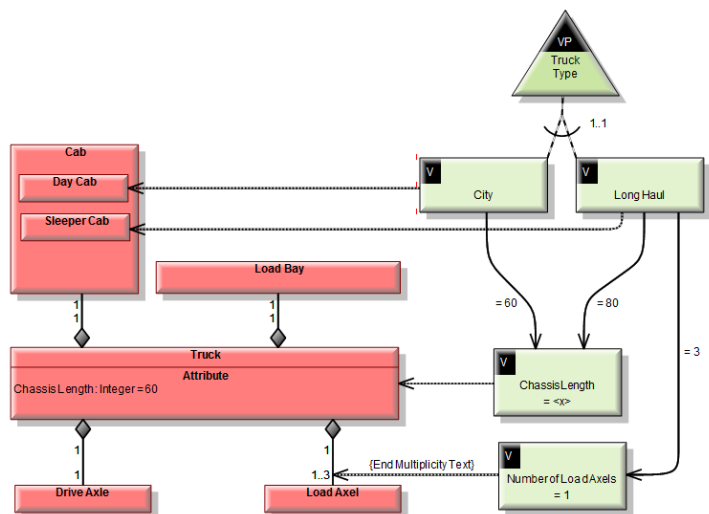 VP
Truck
Type
1..1
Cab
Day Cab
Sleeper Cab
V
City
V
Long Haul
Load Bay
1
1
1
1
= 60
= 80
= 3
Truck
Attribute
Chassis Length : Integer = 60
V
Chassis Length
= <x>
1
1
1
1..3
{End Multiplicity Text}
V
Number of Load Axels
= 1
Drive Axle
Load Axel